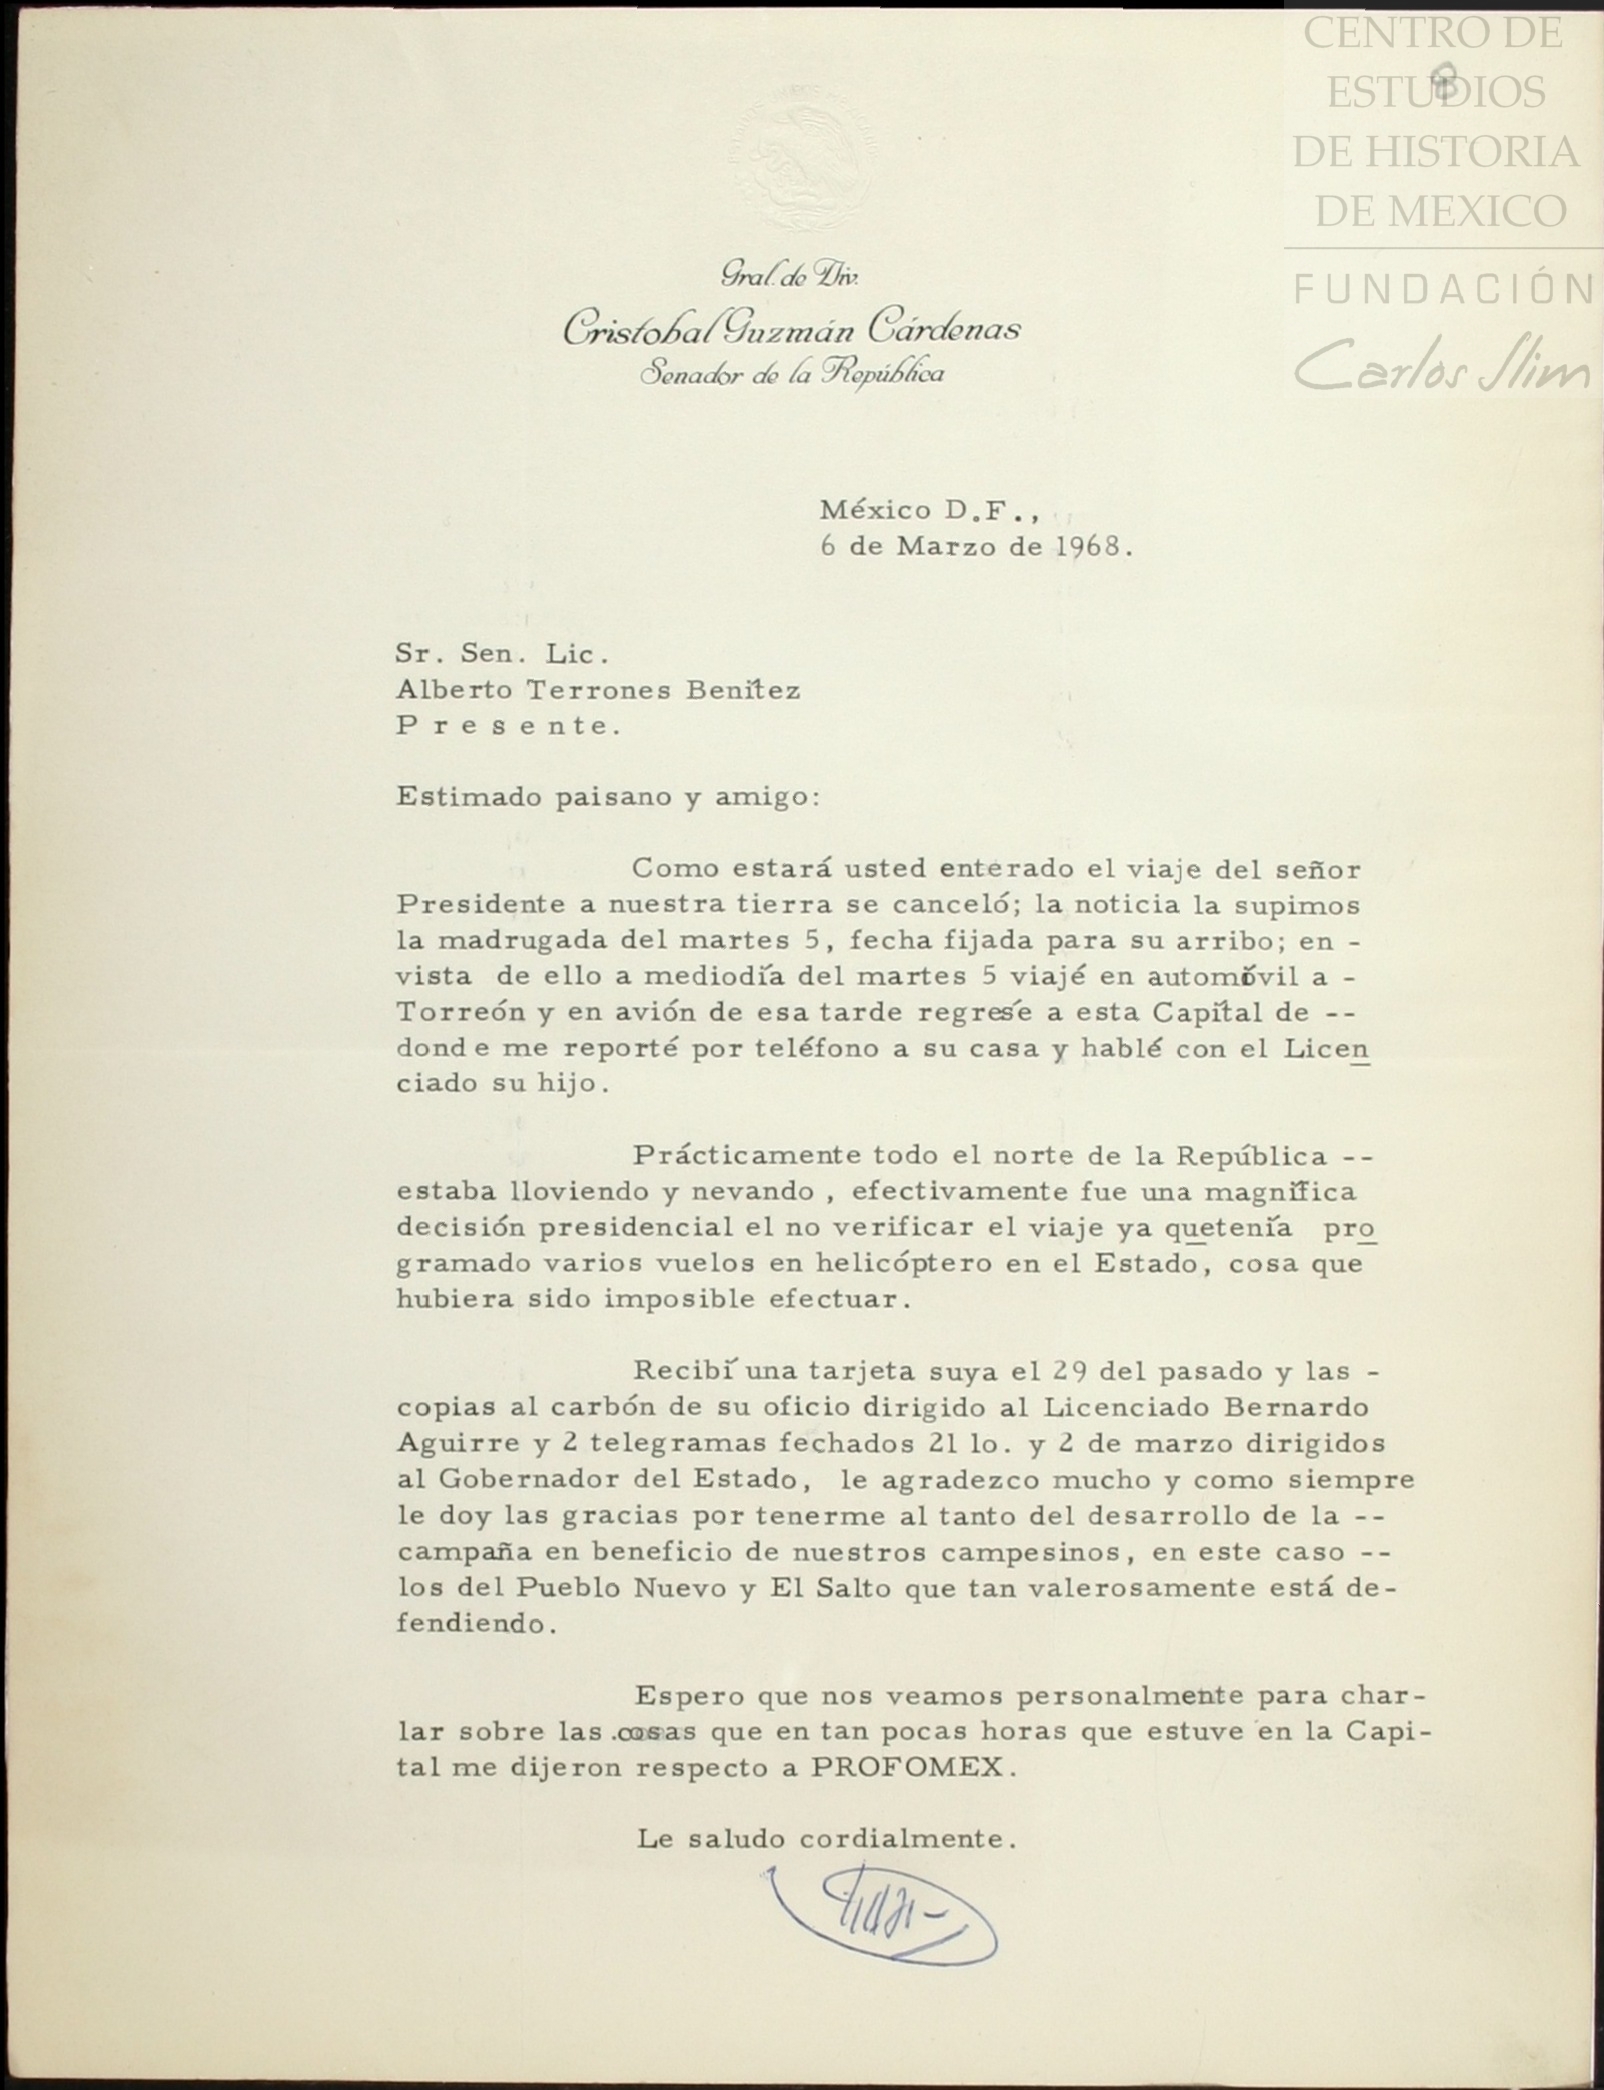 CENTRO DE
ESTUDIOS
DE HISTORIA
DE MEXICO
FUNDACIÓN
Carlos Slim
8
Gral. de Div.
Cristobal Guzmán Cárdenas
Senador de la República
México D.F.,
6 de Marzo de 1968.
Sr. Sen. Lic.
Alberto Terrones Benítez
P r e s e n t e.
Estimado paisano y amigo:
Como estará usted enterado el viaje del señor
Presidente a nuestra tierra se canceló; la noticia la supimos
la madrugada del martes 5, fecha fijada para su arribo; en -
vista de ello a mediodía del martes 5 viajé en automóvil a -
Torreón y en avión de esa tarde regresé a esta Capital de --
donde me reporté por teléfono a su casa y hablé con el Licen
ciado su hijo.
Prácticamente todo el norte de la República --
estaba lloviendo y nevando , efectivamente fue una magnífica
decisión presidencial el no verificar el viaje ya quetenía pro
gramado varios vuelos en helicóptero en el Estado, cosa que
hubiera sido imposible efectuar.
Recibí una tarjeta suya el 29 del pasado y las -
copias al carbón de su oficio dirigido al Licenciado Bernardo
Aguirre y 2 telegramas fechados 21 lo. y 2 de marzo dirigidos
al Gobernador del Estado, le agradezco mucho y como siempre
le doy las gracias por tenerme al tanto del desarrollo de la --
campaña en beneficio de nuestros campesinos, en este caso --
los del Pueblo Nuevo y El Salto que tan valerosamente está de-
fendiendo.
Espero que nos veamos personalmente para char-
lar sobre las cosas que en tan pocas horas que estuve en la Capi-
tal me dijeron respecto a PROFOMEX.
Le saludo cordialmente.